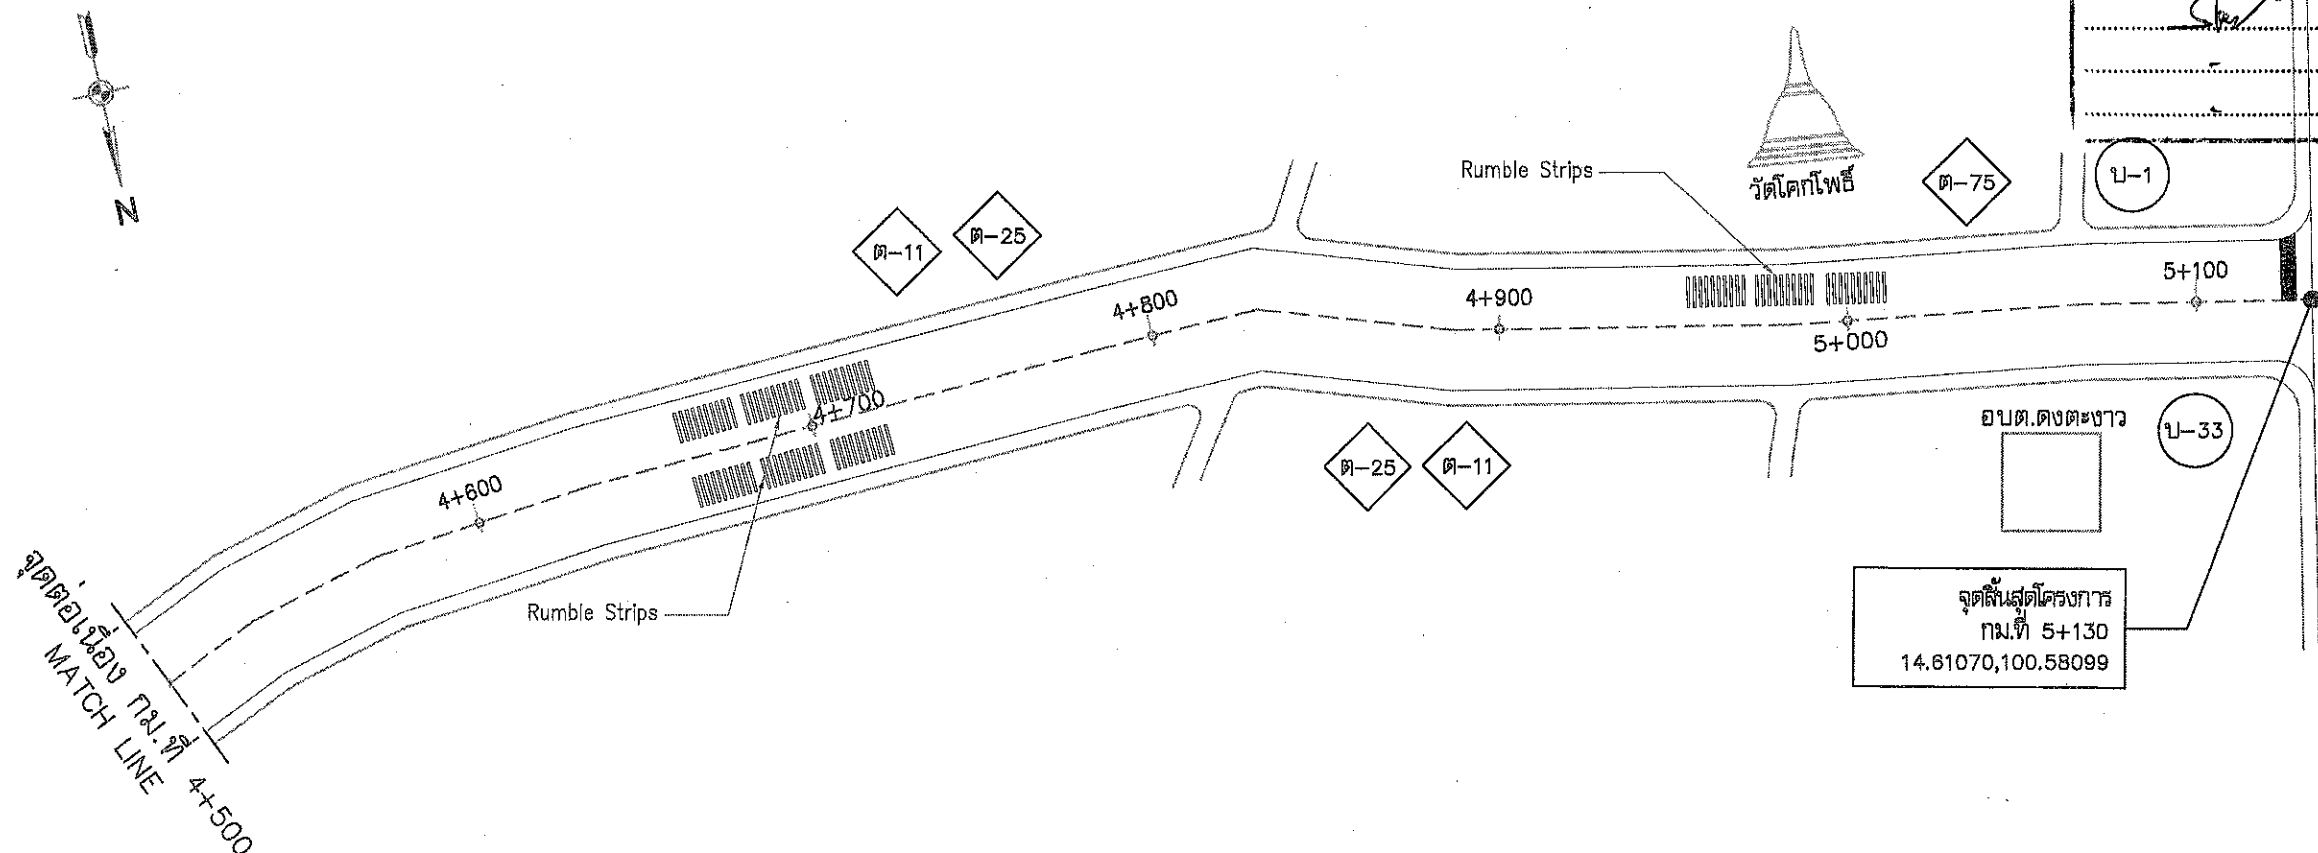 N
Rumble Strips
วัดโคกโพธิ์
ต-75
บ-1
ต-11
ต-25
4+800
4+900
5+000
5+100
4+700
4+600
ต-25
ต-11
อบต.ดงตะงาว
บ-33
Rumble Strips
จุดสิ้นสุดโครงการ
กม.ที่ 5+130
14.61070,100.58099
จุดต่อเนื่อง กม.ที่ 4+500
MATCH LINE